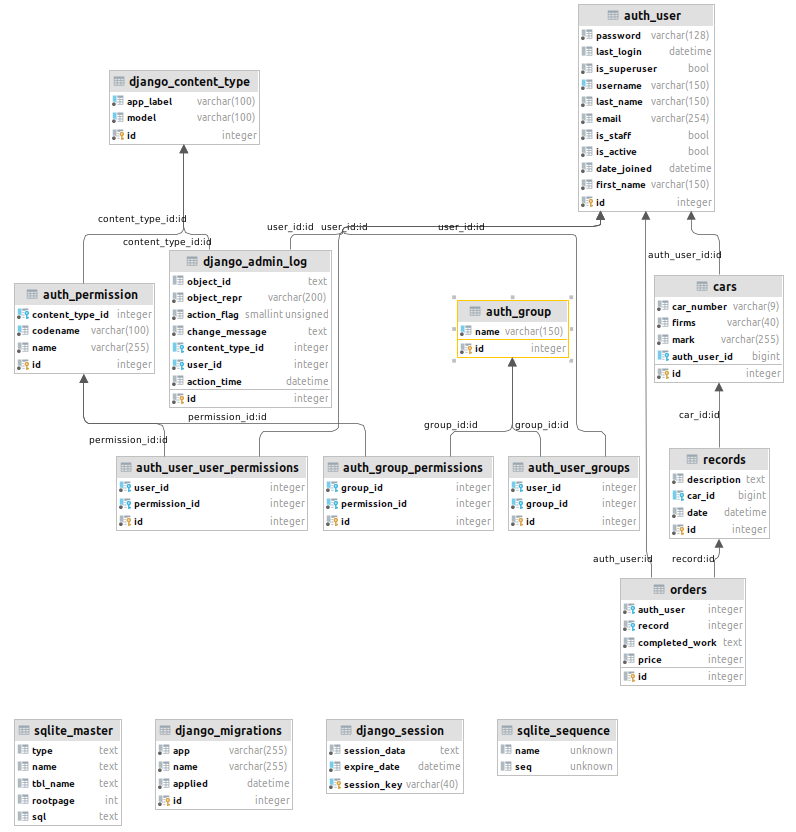 auth_user
password varchar(128)
last_login datetime
is_superuser bool
username varchar(150)
last_name varchar(150)
email varchar(254)
is_staff bool
is_active bool
date_joined datetime
first_name varchar(150)
id integer
django_content_type
app_label varchar(100)
model varchar(100)
id integer
content_type_id:id
content_type_id:id
user_id:id
user_id:id
user_id:id
auth_user_id:id
auth_permission
content_type_id integer
codename varchar(100)
name varchar(255)
id integer
django_admin_log
object_id text
object_repr varchar(200)
action_flag smallint unsigned
change_message text
content_type_id integer
user_id integer
action_time datetime
id integer
auth_group
name varchar(150)
id integer
cars
car_number varchar(9)
firms varchar(40)
mark varchar(255)
auth_user_id bigint
id integer
permission_id:id
permission_id:id
group_id:id
group_id:id
car_id:id
auth_user_user_permissions
user_id integer
permission_id integer
id integer
auth_group_permissions
group_id integer
permission_id integer
id integer
auth_user_groups
user_id integer
group_id integer
id integer
records
description text
car_id bigint
date datetime
id integer
auth_user:id
record:id
orders
auth_user integer
record integer
completed_work text
price integer
id integer
sqlite_master
type text
name text
tbl_name text
rootpage int
sql text
django_migrations
app varchar(255)
name varchar(255)
applied datetime
id integer
django_session
session_data text
expire_date datetime
session_key varchar(40)
sqlite_sequence
name unknown
seq unknown